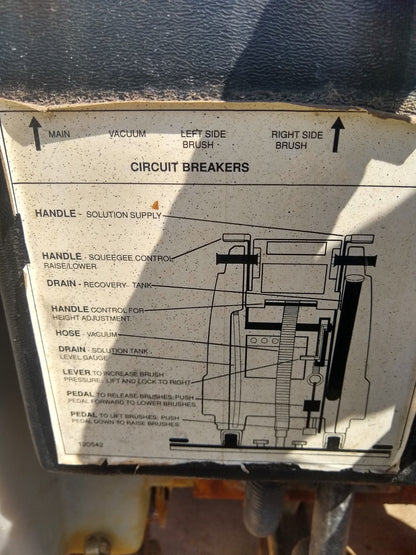 MAIN VACUUM LEFT SIDE BRUSH RIGHT SIDE BRUSH
CIRCUIT BREAKERS
HANDLE - SOLUTION SUPPLY
HANDLE - SQUEEGEE CONTROL
RAISE/LOWER
DRAIN - RECOVERY TANK
HANDLE CONTROL FOR
HEIGHT ADJUSTMENT
HOSE - VACUUM
DRAIN - SOLUTION TANK
LEVEL GAUGE
LEVER TO INCREASE BRUSH
PRESSURE: LIFT AND LOCK TO RIGHT
PEDAL TO RELEASE BRUSHES: PUSH
PEDAL FORWARD TO LOWER BRUSHES
PEDAL TO LIFT BRUSHES: PUSH
PEDAL DOWN TO RAISE BRUSHES
120542